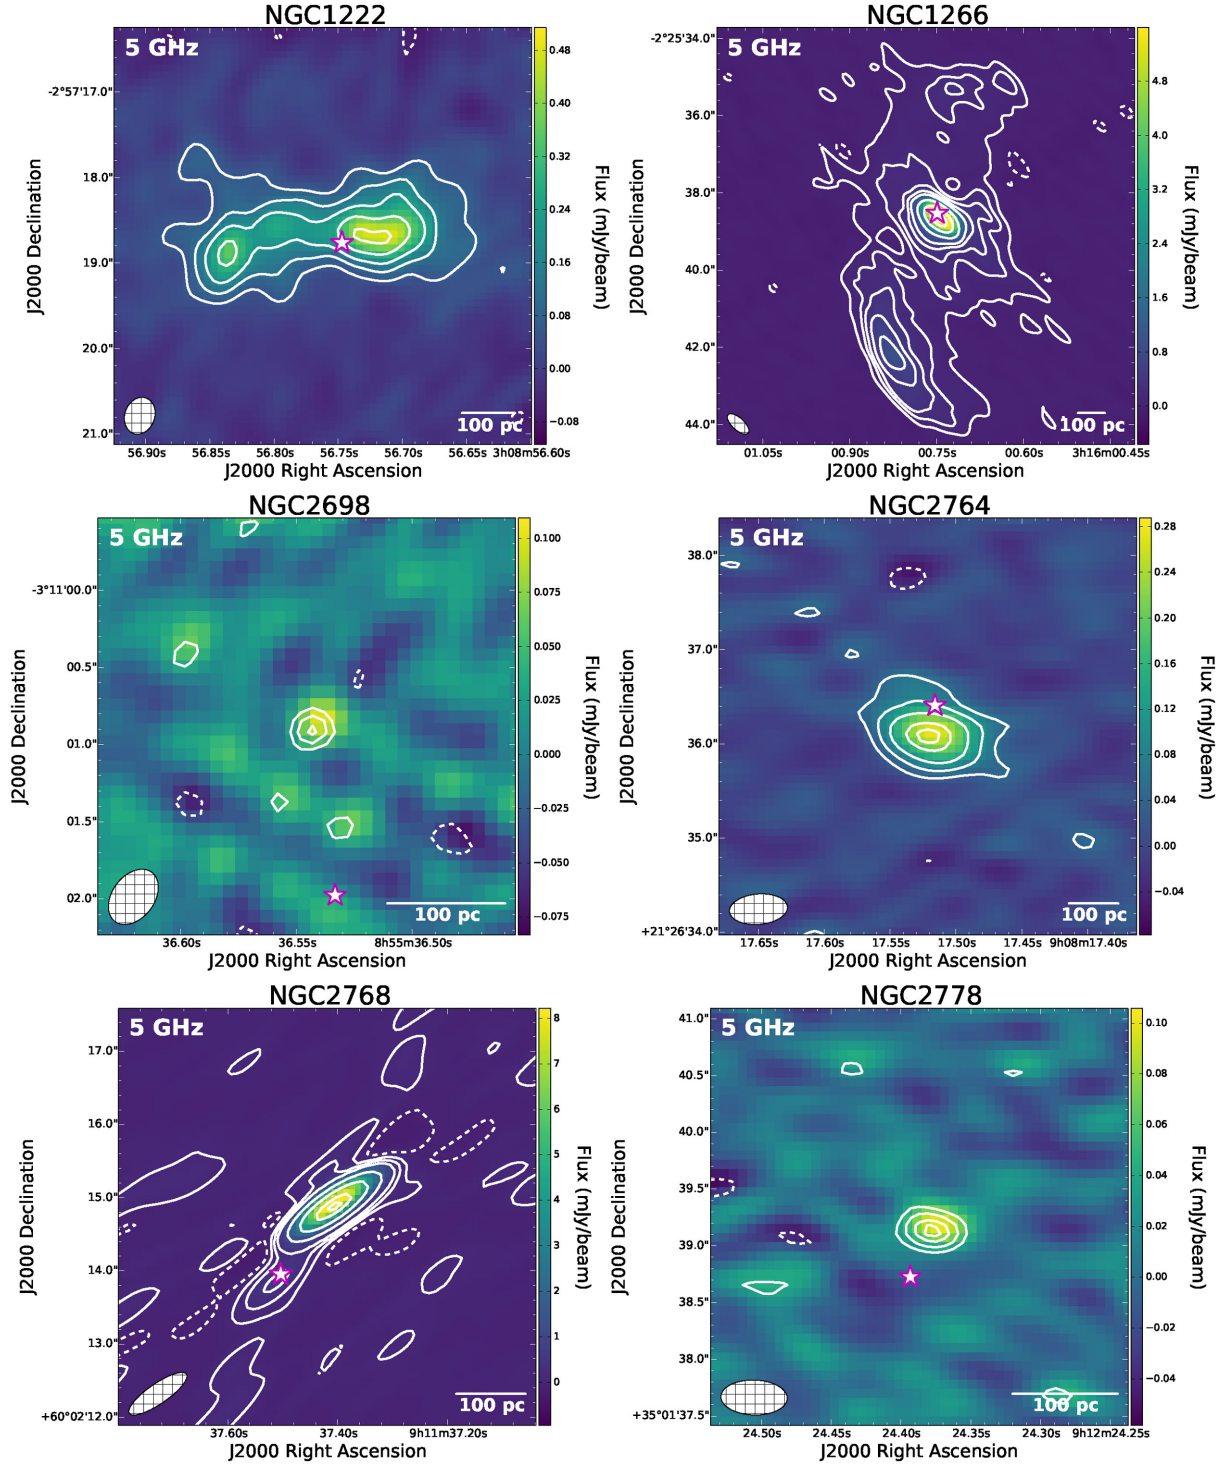 NGC1222
5 GHz
-2°57'17.0"
18.0"
19.0"
20.0"
21.0"
56.90s 56.85s 56.80s 56.75s 56.70s 56.65s 3h08m56.60s
J2000 Right Ascension
J2000 Declination
100 pc
0.48
0.40
0.32
0.24
0.16
0.08
0.00
−0.08
Flux (mJy/beam)
NGC1266
5 GHz
-2°25'34.0"
36.0"
38.0"
40.0"
42.0"
44.0"
01.05s 00.90s 00.75s 00.60s 3h16m00.45s
J2000 Right Ascension
J2000 Declination
100 pc
4.8
4.0
3.2
2.4
1.6
0.8
0.0
Flux (mJy/beam)
NGC2698
5 GHz
-3°11'00.0"
00.5"
01.0"
01.5"
02.0"
36.60s 36.55s 8h55m36.50s
J2000 Right Ascension
J2000 Declination
100 pc
0.100
0.075
0.050
0.025
0.000
−0.025
−0.050
−0.075
Flux (mJy/beam)
NGC2764
5 GHz
38.0"
37.0"
36.0"
35.0"
+21°26'34.0"
17.65s 17.60s 17.55s 17.50s 17.45s 9h08m17.40s
J2000 Right Ascension
J2000 Declination
100 pc
0.28
0.24
0.20
0.16
0.12
0.08
0.04
0.00
−0.04
Flux (mJy/beam)
NGC2768
5 GHz
17.0"
16.0"
15.0"
14.0"
13.0"
+60°02'12.0"
37.60s 37.40s 9h11m37.20s
J2000 Right Ascension
J2000 Declination
100 pc
8
7
6
5
4
3
2
1
0
Flux (mJy/beam)
NGC2778
5 GHz
41.0"
40.5"
40.0"
39.5"
39.0"
38.5"
38.0"
+35°01'37.5"
24.50s 24.45s 24.40s 24.35s 24.30s 9h12m24.25s
J2000 Right Ascension
J2000 Declination
100 pc
0.10
0.08
0.06
0.04
0.02
0.00
−0.02
−0.04
Flux (mJy/beam)